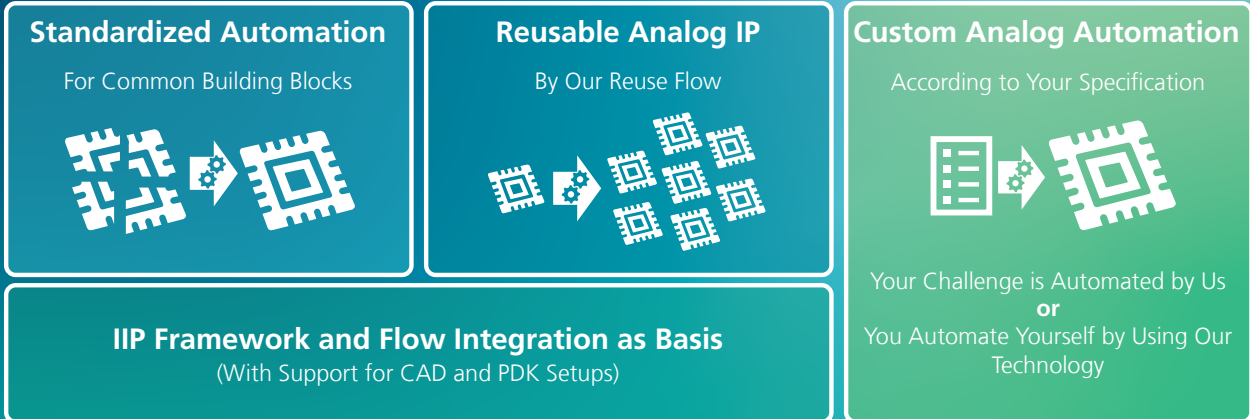 Standardized Automation
For Common Building Blocks
Reusable Analog IP
By Our Reuse Flow
Custom Analog Automation
According to Your Specification
Your Challenge is Automated by Us
or
You Automate Yourself by Using Our
Technology
IIP Framework and Flow Integration as Basis
(With Support for CAD and PDK Setups)